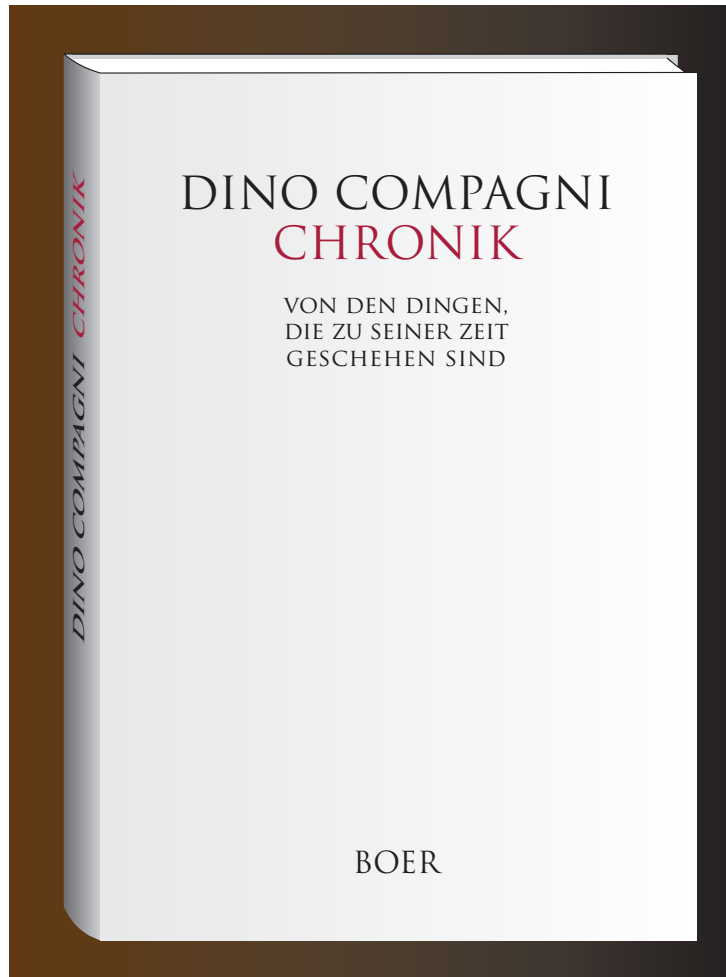 DINO COMPAGNI
CHRONIK
VON DEN DINGEN,
DIE ZU SEINER ZEIT
GESCHEHEN SIND
BOER
DINO COMPAGNI CHRONIK